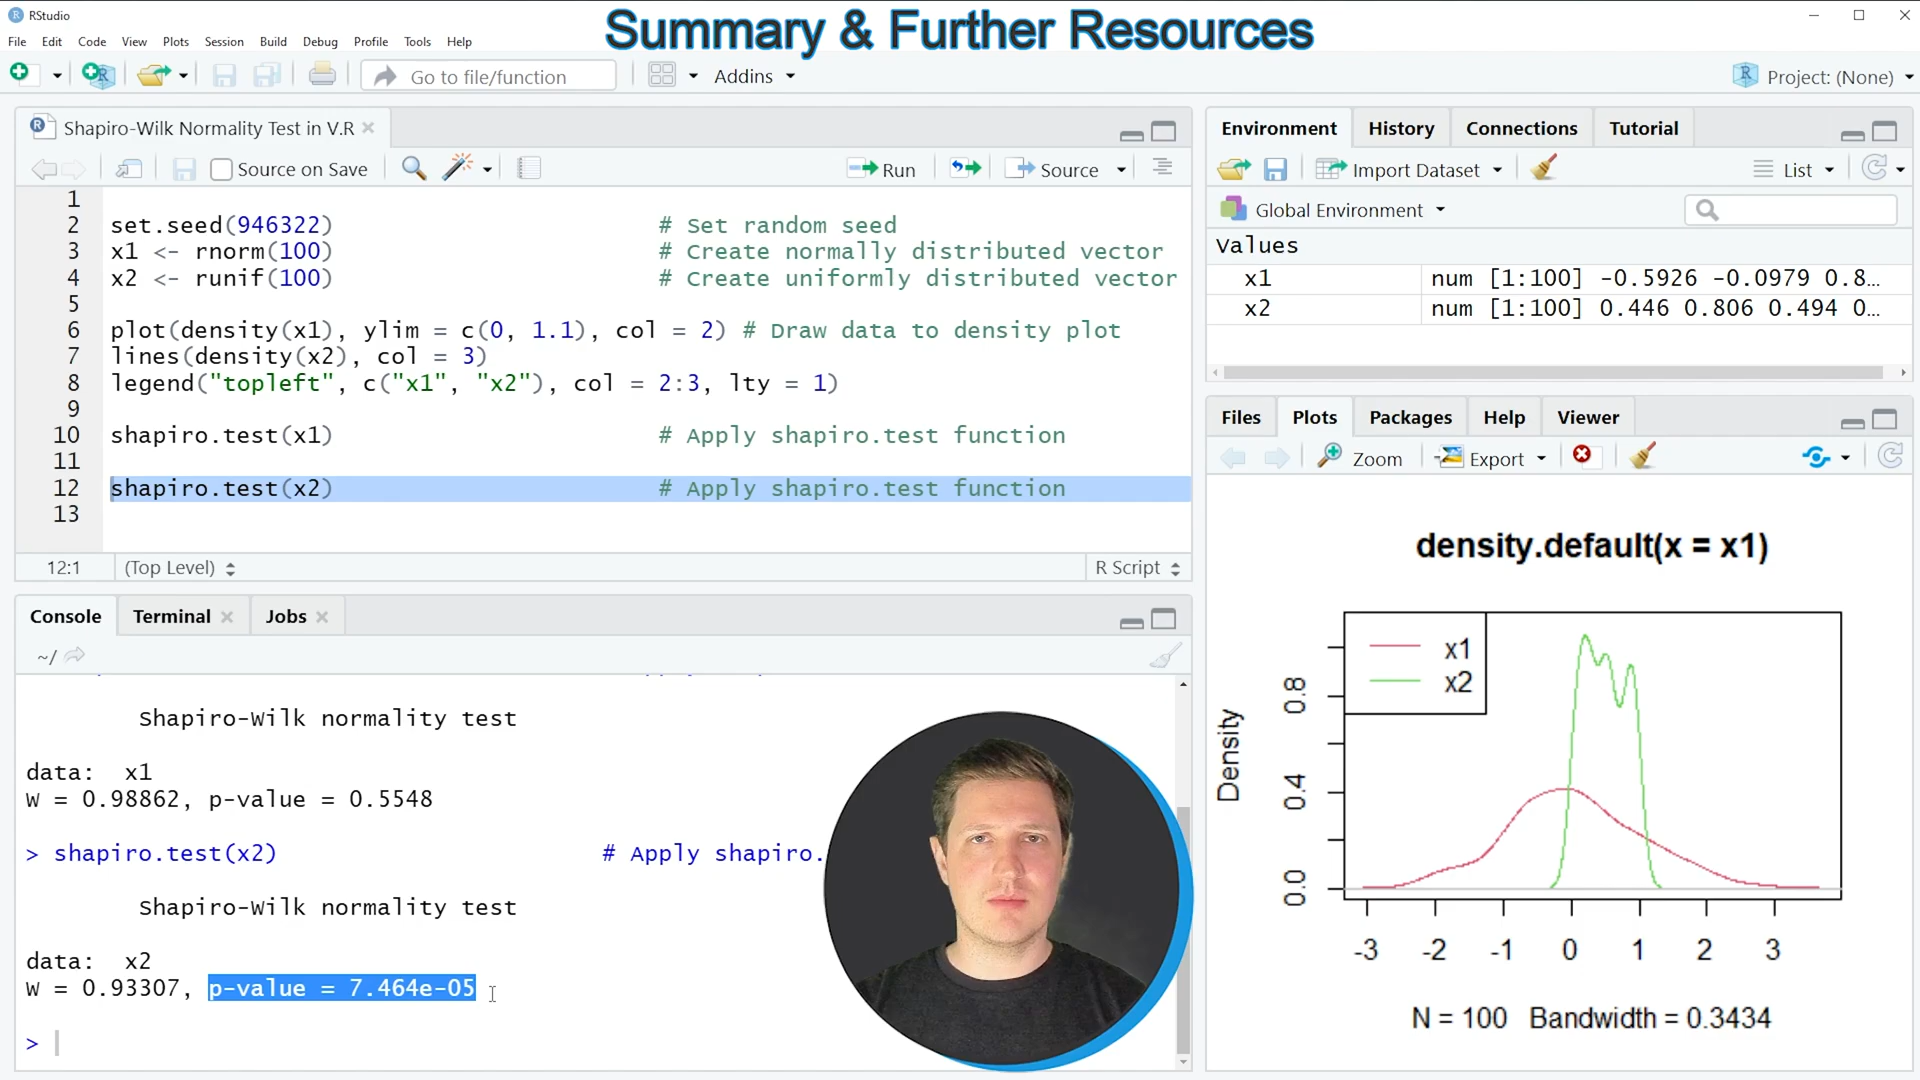 RStudio
Summary & Further Resources
File Edit Code View Plots Session Build Debug Profile Tools Help
Go to file/function Addins Project: (None)
Shapiro-Wilk Normality Test in V.R
Source on Save Run Source
1
2 set.seed(946322) # Set random seed
3 x1 <- rnorm(100) # Create normally distributed vector
4 x2 <- runif(100) # Create uniformly distributed vector
5
6 plot(density(x1), ylim = c(0, 1.1), col = 2) # Draw data to density plot
7 lines(density(x2), col = 3)
8 legend("topleft", c("x1", "x2"), col = 2:3, lty = 1)
9
10 shapiro.test(x1) # Apply shapiro.test function
11
12 shapiro.test(x2) # Apply shapiro.test function
13
12:1 (Top Level) R Script
Console Terminal Jobs
~/
Shapiro-Wilk normality test
data: x1
W = 0.98862, p-value = 0.5548
> shapiro.test(x2) # Apply shapiro.
Shapiro-Wilk normality test
data: x2
W = 0.93307, p-value = 7.464e-05
>
Environment History Connections Tutorial
Import Dataset List
Global Environment
Values
x1 num [1:100] -0.5926 -0.0979 0.8...
x2 num [1:100] 0.446 0.806 0.494 0...
Files Plots Packages Help Viewer
Zoom Export
density.default(x = x1)
x1
x2
Density
0.8
0.4
0.0
-3 -2 -1 0 1 2 3
N = 100 Bandwidth = 0.3434